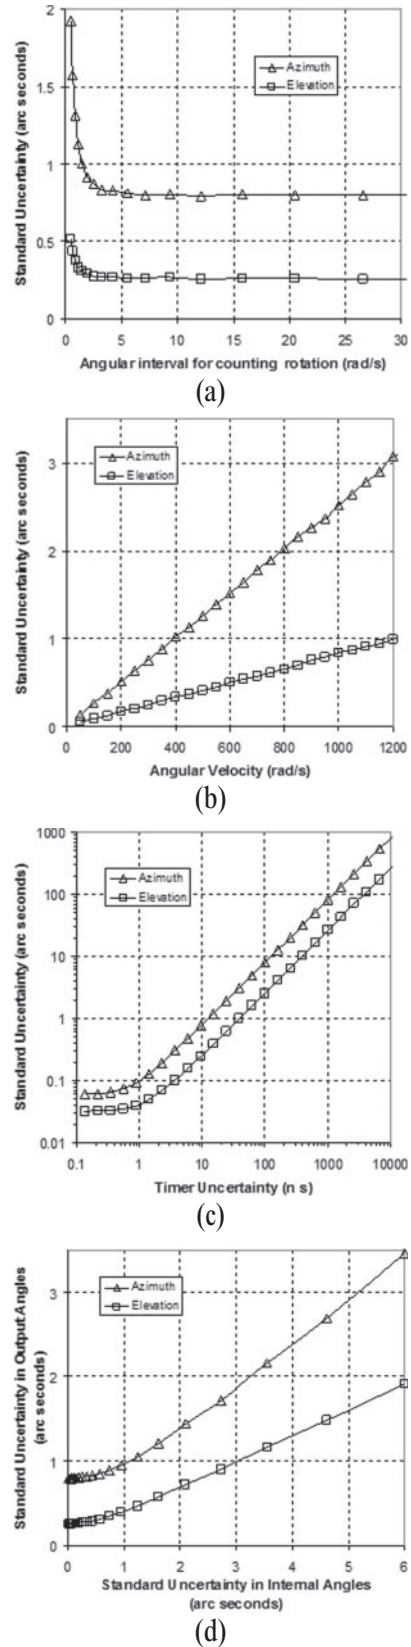 2
1.5
1
0.5
0
Standard Uncertainty (arc seconds)
Azimuth
Elevation
0 5 10 15 20 25 30
Angular interval for counting rotation (rad/s)
(a)
3
2
1
0
Standard Uncertainty (arc seconds)
Azimuth
Elevation
0 200 400 600 800 1000 1200
Angular Velocity (rad/s)
(b)
1000
100
10
1
0.1
0.01
Standard Uncertainty (arc seconds)
Azimuth
Elevation
0.1 1 10 100 1000 10000
Timer Uncertainty (n s)
(c)
3
2
1
0
Standard Uncertainty in Output Angles
(arc seconds)
Azimuth
Elevation
0 1 2 3 4 5 6
Standard Uncertainty in Internal Angles
(arc seconds)
(d)